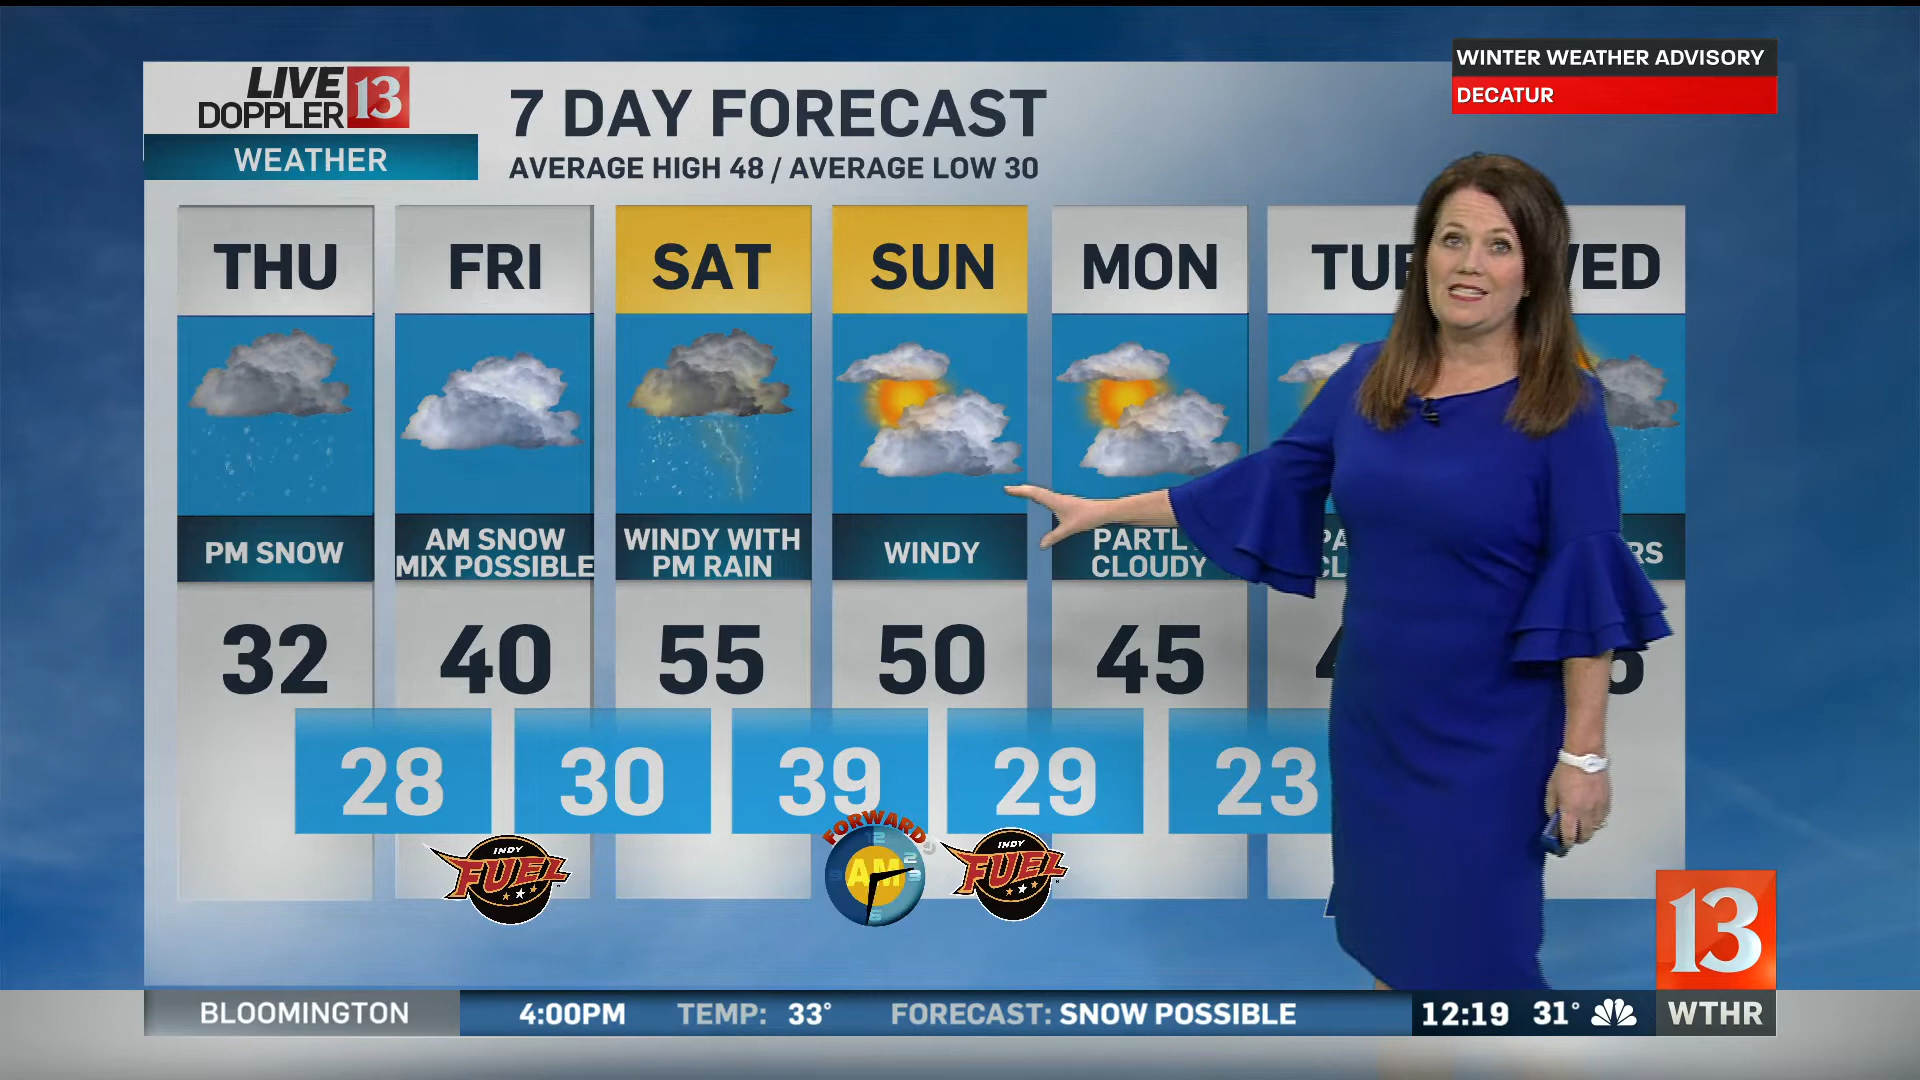 LIVE
DOPPLER 13
WEATHER
7 DAY FORECAST
AVERAGE HIGH 48 / AVERAGE LOW 30
WINTER WEATHER ADVISORY
DECATUR
THU
FRI
SAT
SUN
MON
PM SNOW
AM SNOW
MIX POSSIBLE
WINDY WITH
PM RAIN
WINDY
CLOUDY
32
40
55
50
45
28
30
39
29
23
INDY
FUEL
FORWARD
AM
INDY
FUEL
13
BLOOMINGTON
4:00PM
TEMP: 33°
FORECAST: SNOW POSSIBLE
12:19
31°
WTHR